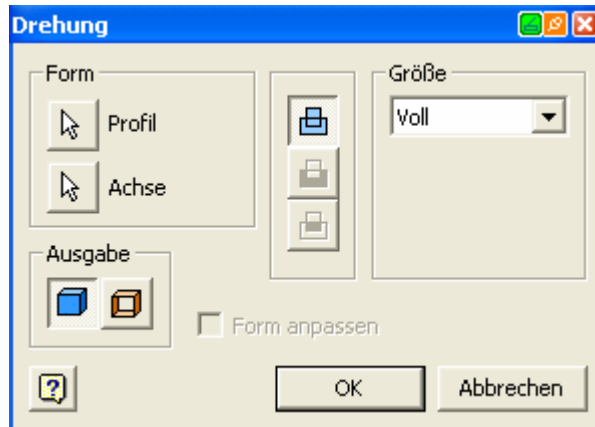 Drehung
Form
Profil
Achse
Größe
Voll
Ausgabe
Form anpassen
?
OK
Abbrechen